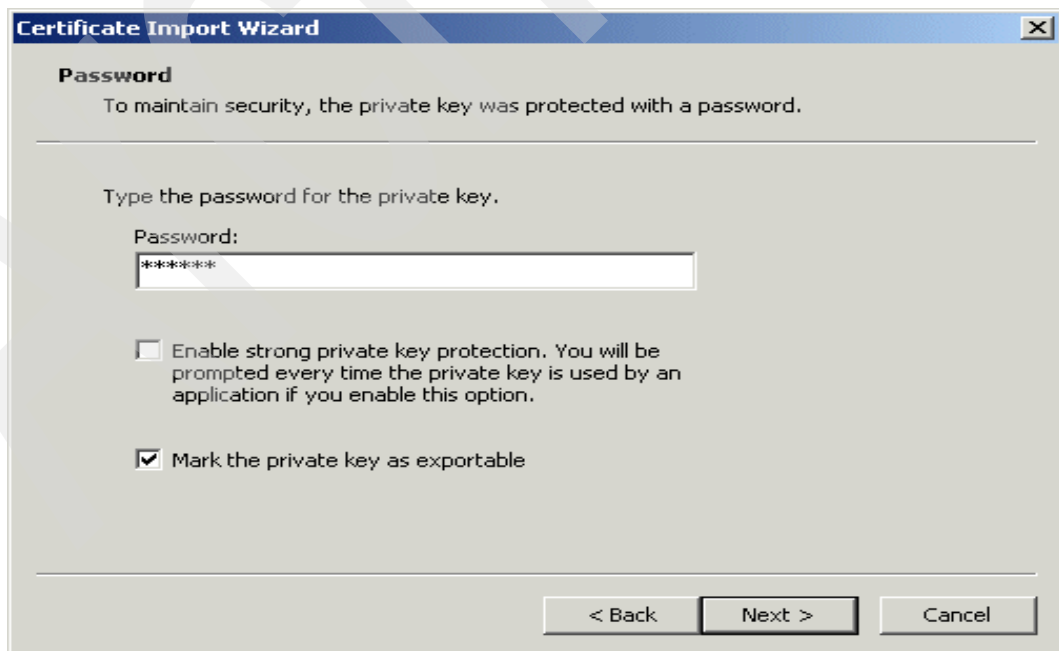 Certificate Import Wizard
Password
To maintain security, the private key was protected with a password.
Type the password for the private key.
Password:
******
Enable strong private key protection. You will be
prompted every time the private key is used by an
application if you enable this option.
Mark the private key as exportable
< Back
Next >
Cancel